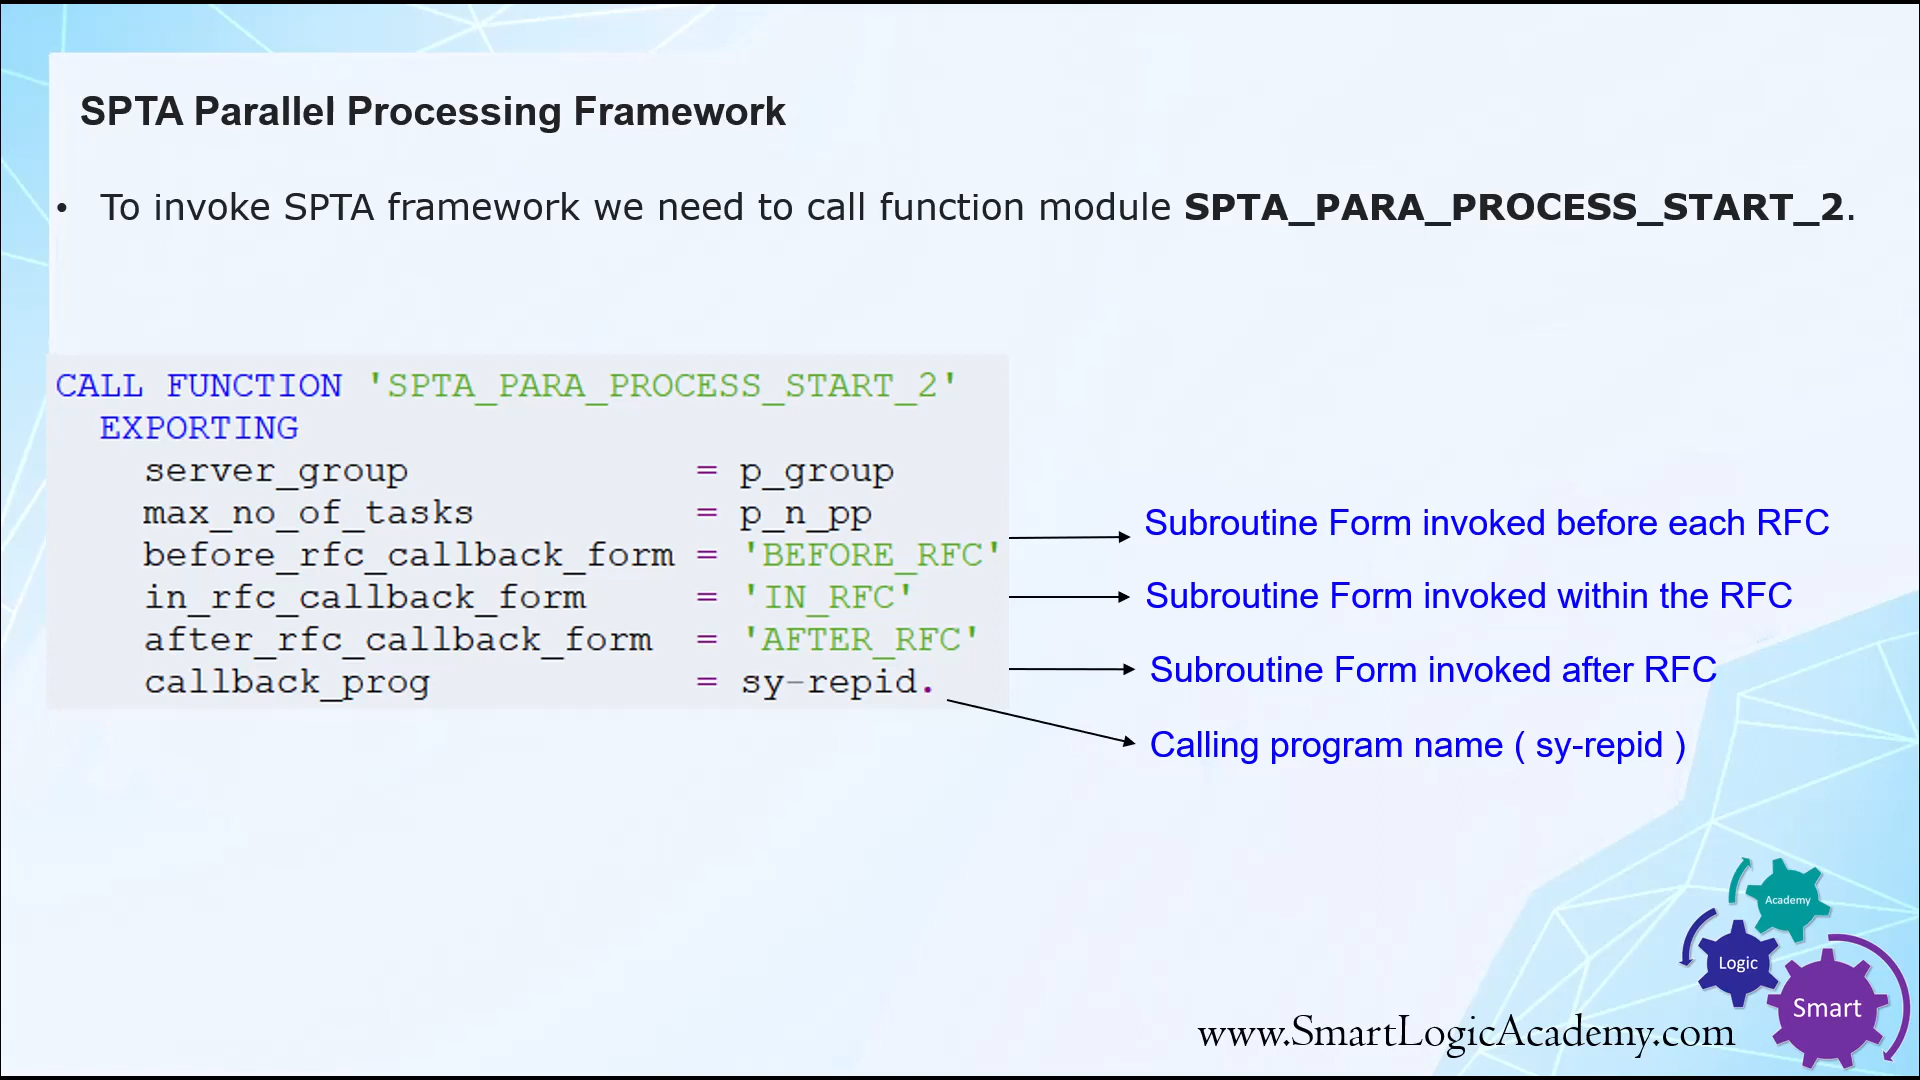 SPTA Parallel Processing Framework
• To invoke SPTA framework we need to call function module SPTA_PARA_PROCESS_START_2.
CALL FUNCTION 'SPTA_PARA_PROCESS_START_2'
EXPORTING
server_group = p_group
max_no_of_tasks = p_n_pp
before_rfc_callback_form = 'BEFORE_RFC'
in_rfc_callback_form = 'IN_RFC'
after_rfc_callback_form = 'AFTER_RFC'
callback_prog = sy-repid.
Subroutine Form invoked before each RFC
Subroutine Form invoked within the RFC
Subroutine Form invoked after RFC
Calling program name ( sy-repid )
Academy
Logic
Smart
www.SmartLogicAcademy.com